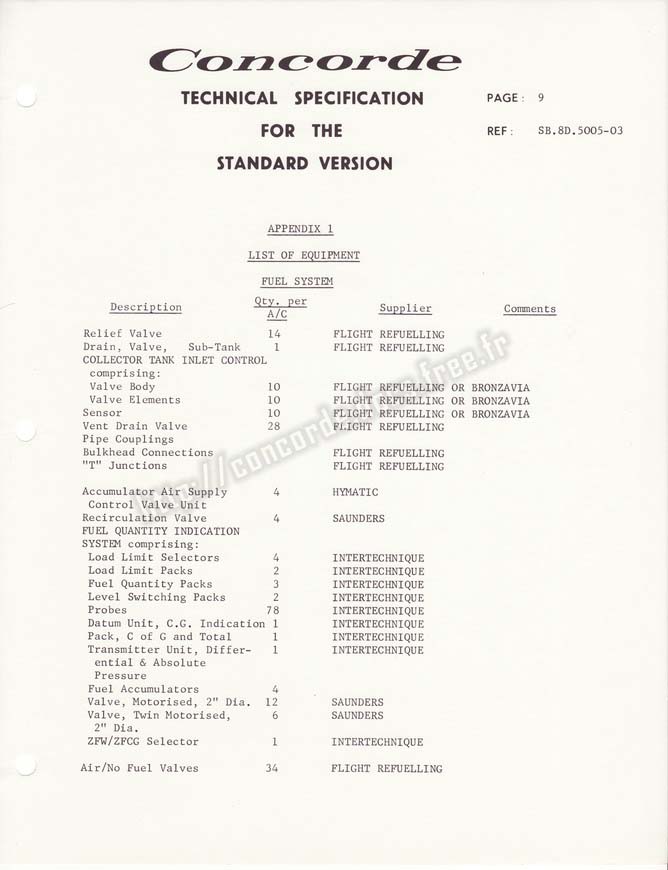 Concorde
TECHNICAL SPECIFICATION PAGE: 9
FOR THE REF: SB.8D.5005-03
STANDARD VERSION
APPENDIX 1
LIST OF EQUIPMENT
FUEL SYSTEM
Description Qty. per A/C Supplier Comments
Relief Valve 14 FLIGHT REFUELLING
Drain, Valve, Sub-Tank 1 FLIGHT REFUELLING
COLLECTOR TANK INLET CONTROL
comprising:
Valve Body 10 FLIGHT REFUELLING OR BRONZAVIA
Valve Elements 10 FLIGHT REFUELLING OR BRONZAVIA
Sensor 10 FLIGHT REFUELLING OR BRONZAVIA
Vent Drain Valve 28 FLIGHT REFUELLING
Pipe Couplings
Bulkhead Connections FLIGHT REFUELLING
"T" Junctions FLIGHT REFUELLING
Accumulator Air Supply 4 HYMATIC
Control Valve Unit
Recirculation Valve 4 SAUNDERS
FUEL QUANTITY INDICATION
SYSTEM comprising:
Load Limit Selectors 4 INTERTECHNIQUE
Load Limit Packs 2 INTERTECHNIQUE
Fuel Quantity Packs 3 INTERTECHNIQUE
Level Switching Packs 2 INTERTECHNIQUE
Probes 78 INTERTECHNIQUE
Datum Unit, C.G. Indication 1 INTERTECHNIQUE
Pack, C of G and Total 1 INTERTECHNIQUE
Transmitter Unit, Differ- 1 INTERTECHNIQUE
ential & Absolute
Pressure
Fuel Accumulators 4
Valve, Motorised, 2" Dia. 12 SAUNDERS
Valve, Twin Motorised, 6 SAUNDERS
2" Dia.
ZFW/ZFCG Selector 1 INTERTECHNIQUE
Air/No Fuel Valves 34 FLIGHT REFUELLING